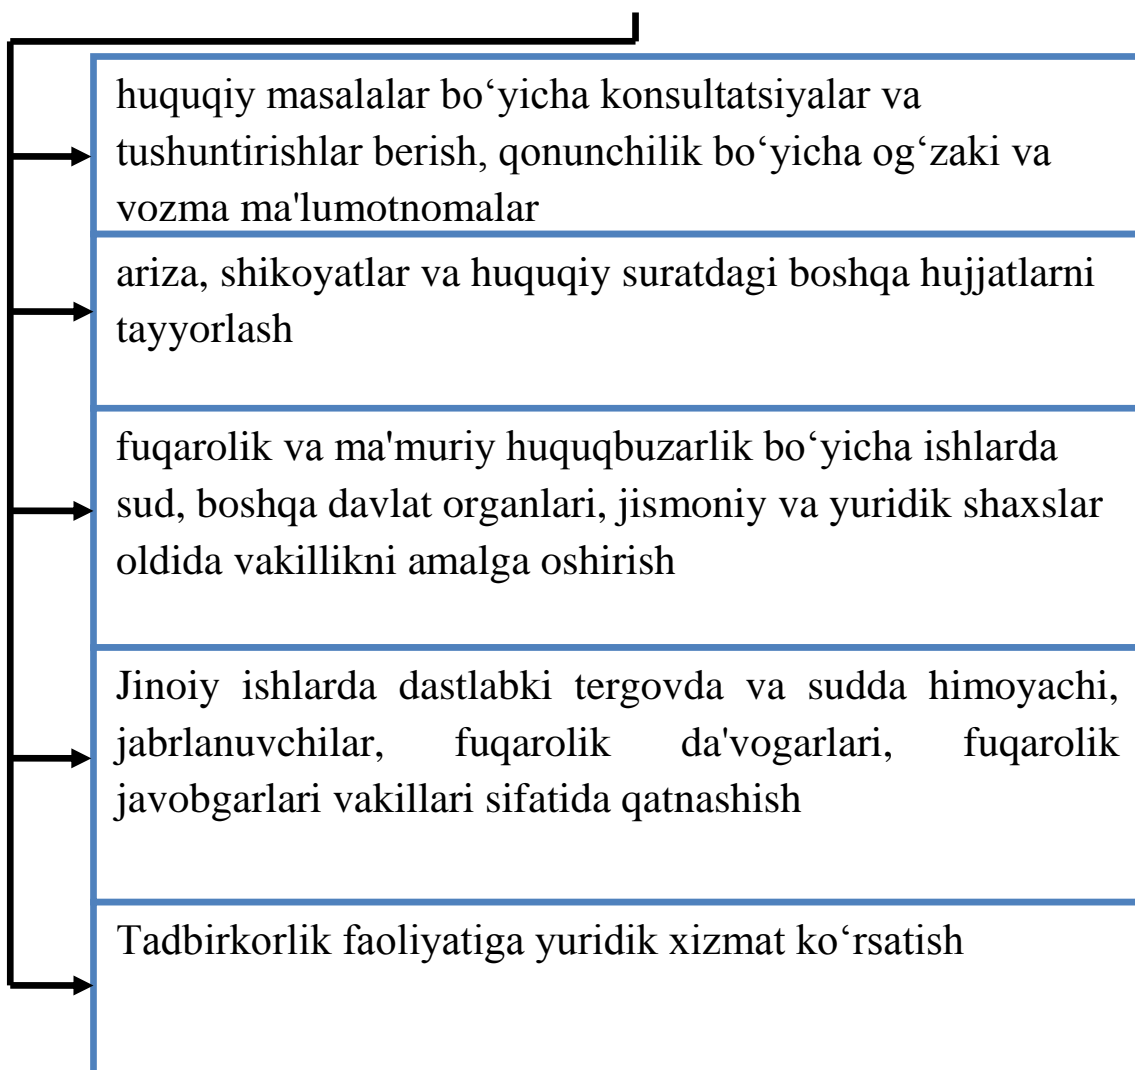 huquqiy masalalar bo‘yicha konsultatsiyalar va
tushuntirishlar berish, qonunchilik bo‘yicha og‘zaki va
vozma ma'lumotnomalar
ariza, shikoyatlar va huquqiy suratdagi boshqa hujjatlarni
tayyorlash
fuqarolik va ma'muriy huquqbuzarlik bo‘yicha ishlarda
sud, boshqa davlat organlari, jismoniy va yuridik shaxslar
oldida vakillikni amalga oshirish
Jinoiy ishlarda dastlabki tergovda va sudda himoyachi,
jabrlanuvchilar, fuqarolik da'vogarlari, fuqarolik
javobgarlari vakillari sifatida qatnashish
Tadbirkorlik faoliyatiga yuridik xizmat ko‘rsatish